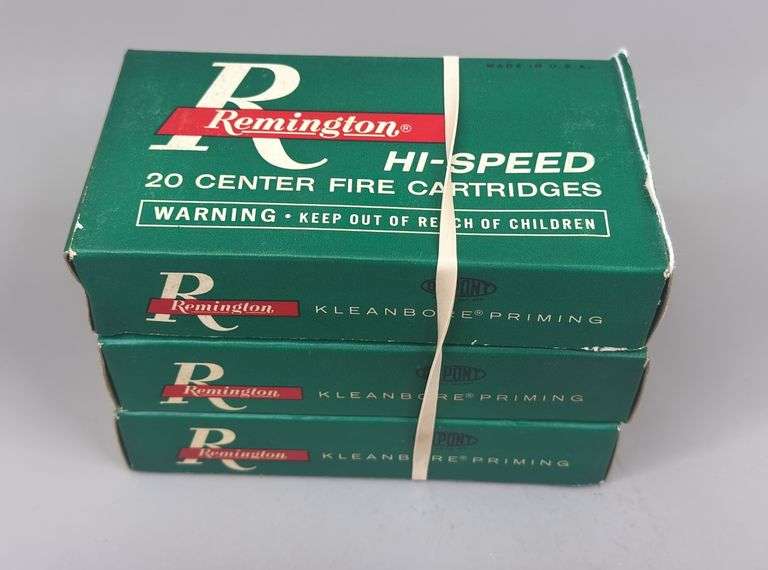 MADE IN U.S.A.
R
Remington®
HI-SPEED
20 CENTER FIRE CARTRIDGES
WARNING • KEEP OUT OF REACH OF CHILDREN
R
Remington
DUPONT
KLEANBORE® PRIMING
R
Remington
DUPONT
KLEANBORE® PRIMING
R
Remington
DUPONT
KLEANBORE® PRIMING